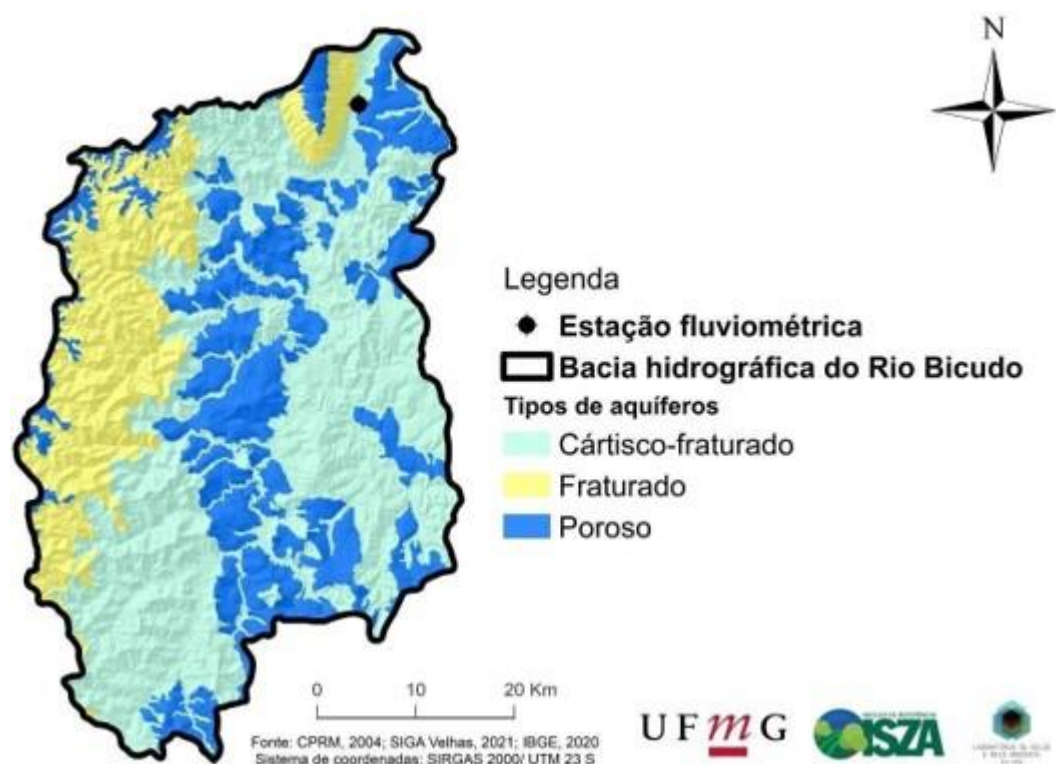 N
Legenda
Estação fluviométrica
Bacia hidrográfica do Rio Bicudo
Tipos de aquíferos
Cártisco-fraturado
Fraturado
Poroso
0 10 20 Km
Fonte: CPRM, 2004; SIGA Velhas, 2021; IBGE, 2020
Sistema de coordenadas: SIRGAS 2000/ UTM 23 S
UFmG
ISZA